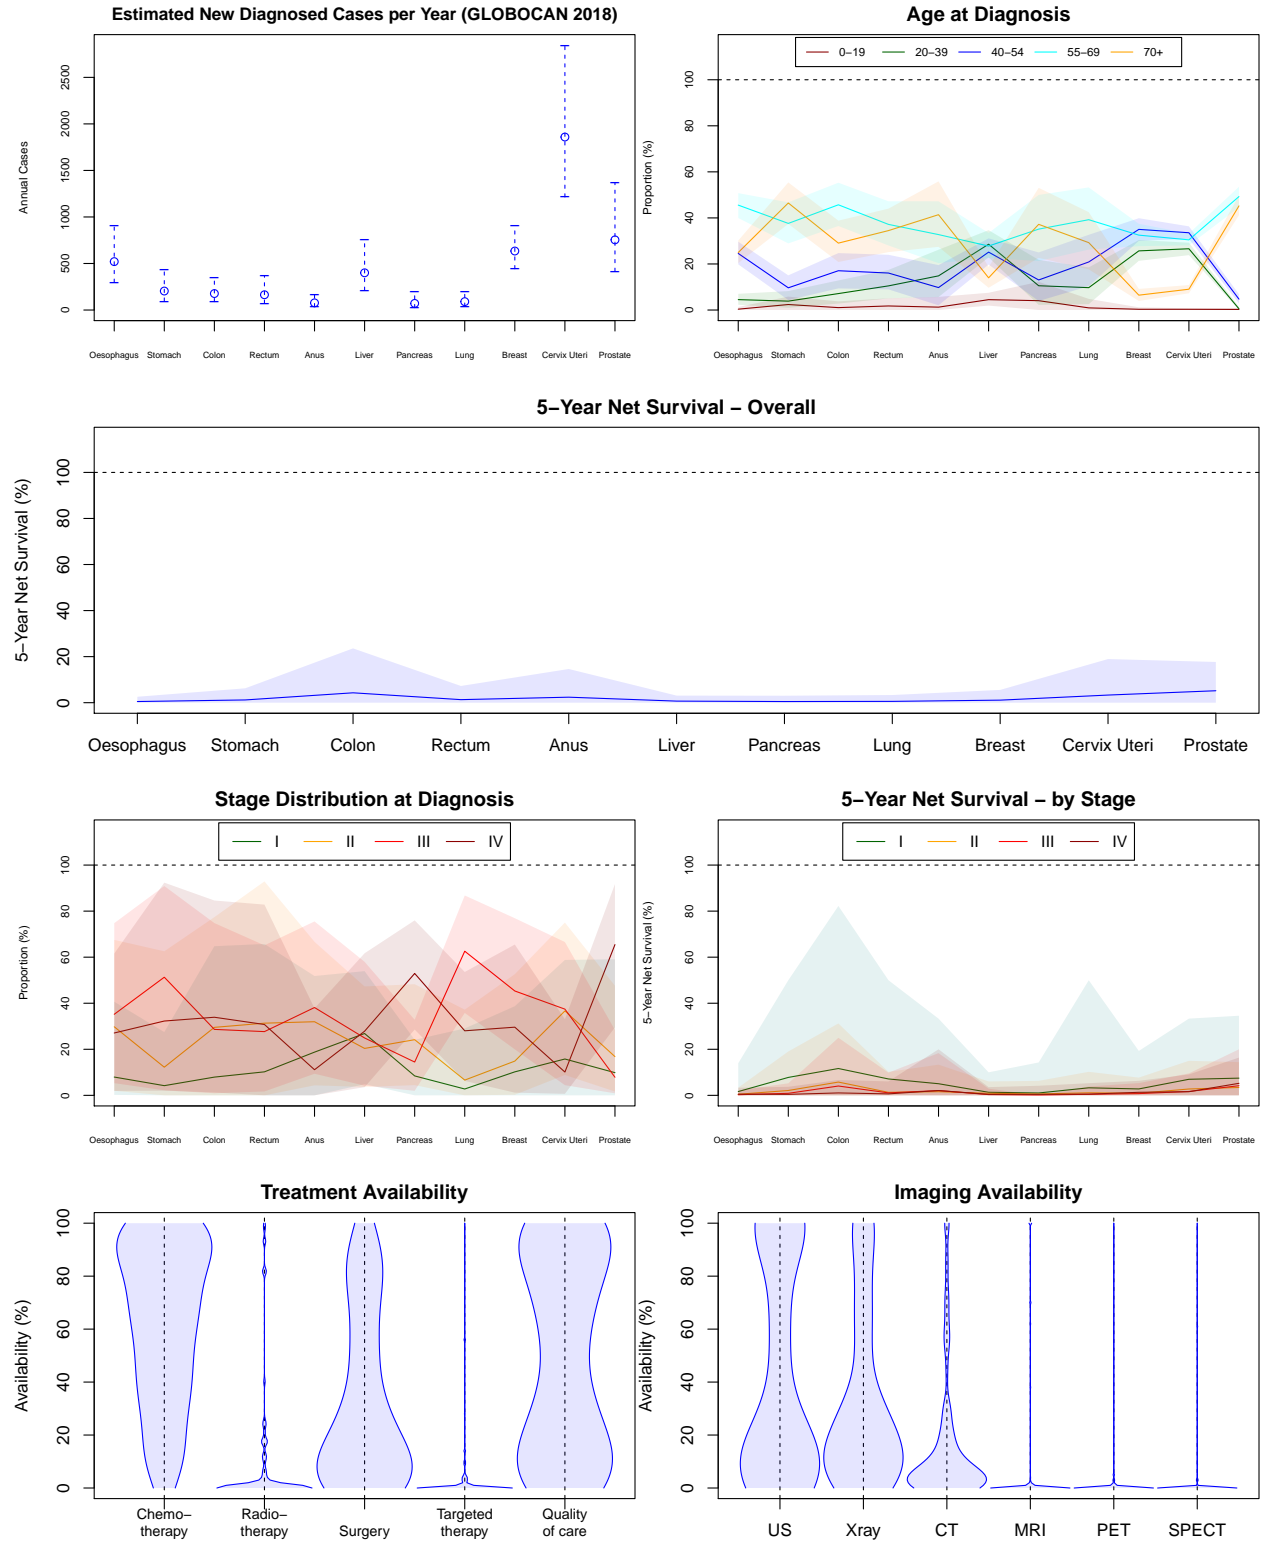 Estimated New Diagnosed Cases per Year (GLOBOCAN 2018)
Annual Cases
0 500 1000 1500 2000 2500
Oesophagus Stomach Colon Rectum Anus Liver Pancreas Lung Breast Cervix Uteri Prostate
Age at Diagnosis
0−19 20−39 40−54 55−69 70+
Proportion (%)
0 20 40 60 80 100
Oesophagus Stomach Colon Rectum Anus Liver Pancreas Lung Breast Cervix Uteri Prostate
5−Year Net Survival − Overall
5−Year Net Survival (%)
0 20 40 60 80 100
Oesophagus Stomach Colon Rectum Anus Liver Pancreas Lung Breast Cervix Uteri Prostate
Stage Distribution at Diagnosis
I II III IV
Proportion (%)
0 20 40 60 80 100
Oesophagus Stomach Colon Rectum Anus Liver Pancreas Lung Breast Cervix Uteri Prostate
5−Year Net Survival − by Stage
I II III IV
5−Year Net Survival (%)
0 20 40 60 80 100
Oesophagus Stomach Colon Rectum Anus Liver Pancreas Lung Breast Cervix Uteri Prostate
Treatment Availability
Availability (%)
0 20 40 60 80 100
Chemo− Radio− Targeted Quality
therapy therapy Surgery therapy of care
Imaging Availability
Availability (%)
0 20 40 60 80 100
US Xray CT MRI PET SPECT